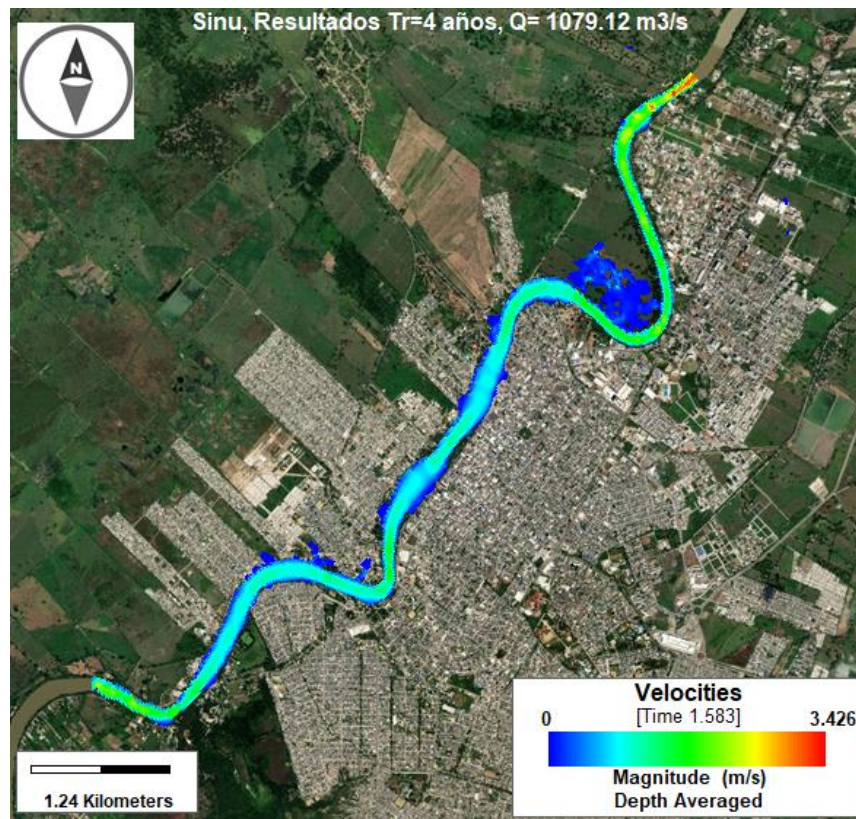 Sinu, Resultados Tr=4 años, Q= 1079.12 m3/s
N
Velocities
[Time 1.583]
0 3.426
Magnitude (m/s)
Depth Averaged
1.24 Kilometers